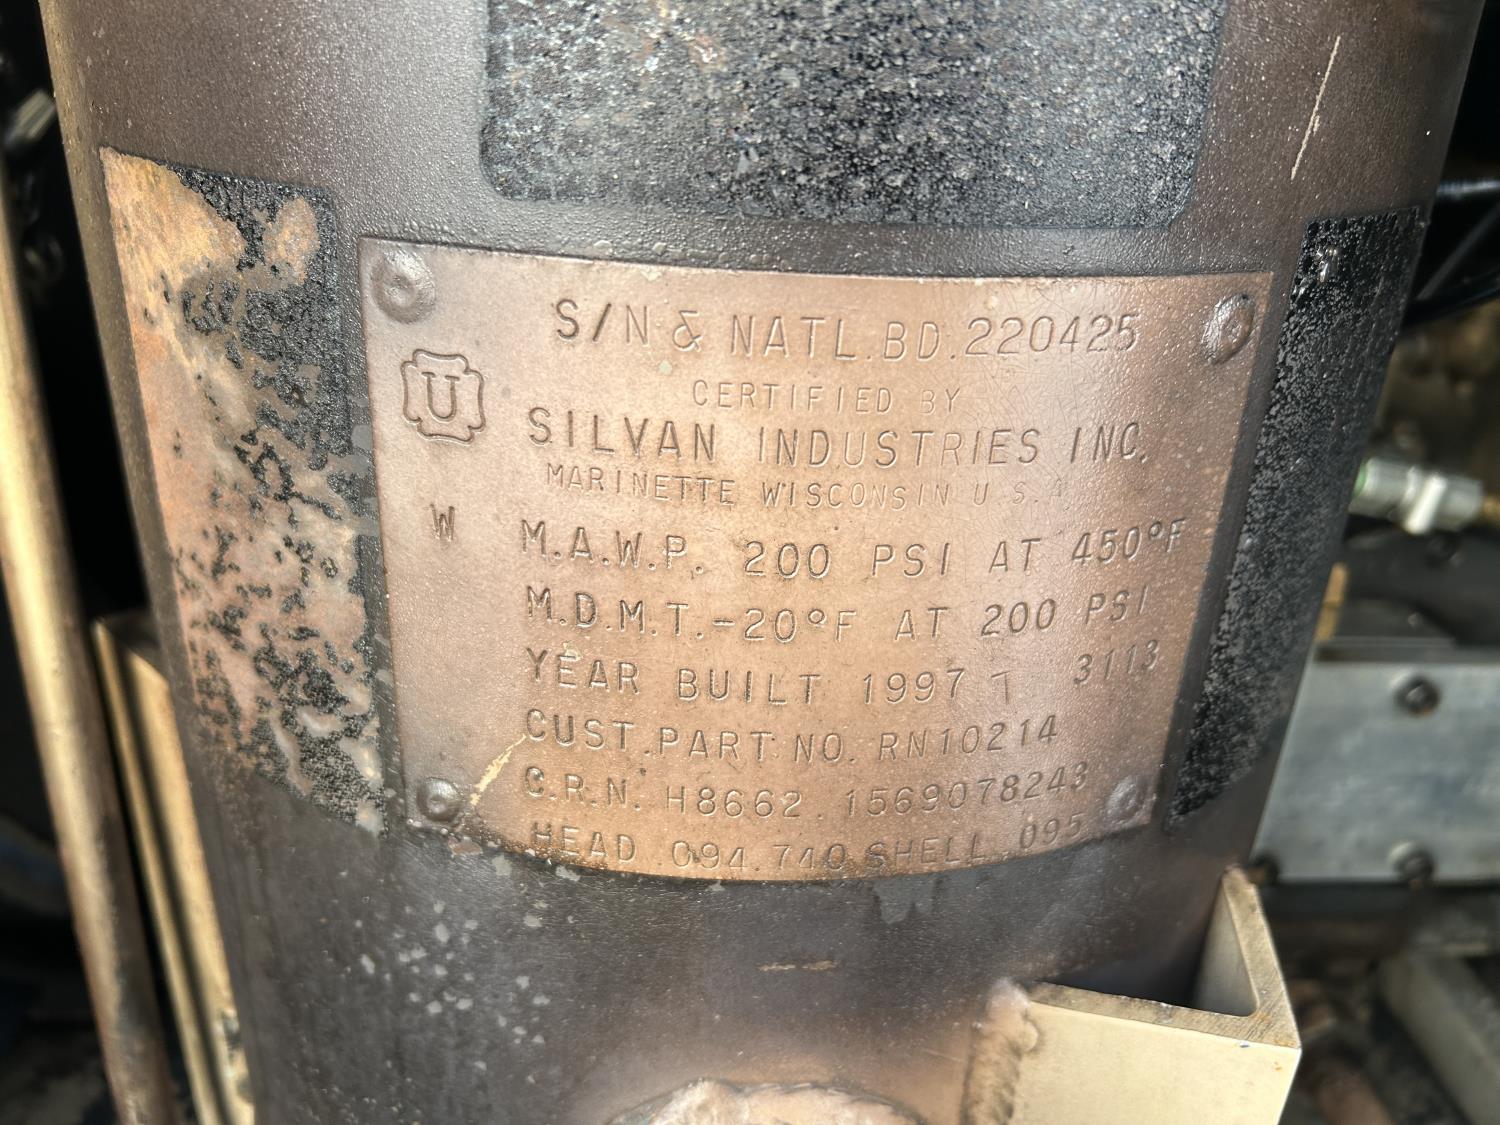 S/N & NATL.BD.220425
CERTIFIED BY
U
SILVAN INDUSTRIES INC.
MARINETTE WISCONSIN U.S.A
W
M.A.W.P. 200 PSI AT 450°F
M.D.M.T.-20°F AT 200 PSI
YEAR BUILT 1997 3113
CUST.PART NO. RN10214
C.R.N. H8662.1569078243
HEAD .094.740 SHELL .095